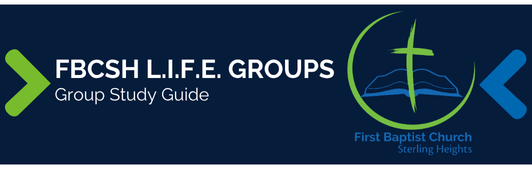 FBCSH L.I.F.E. GROUPS
Group Study Guide
First Baptist Church
Sterling Heights